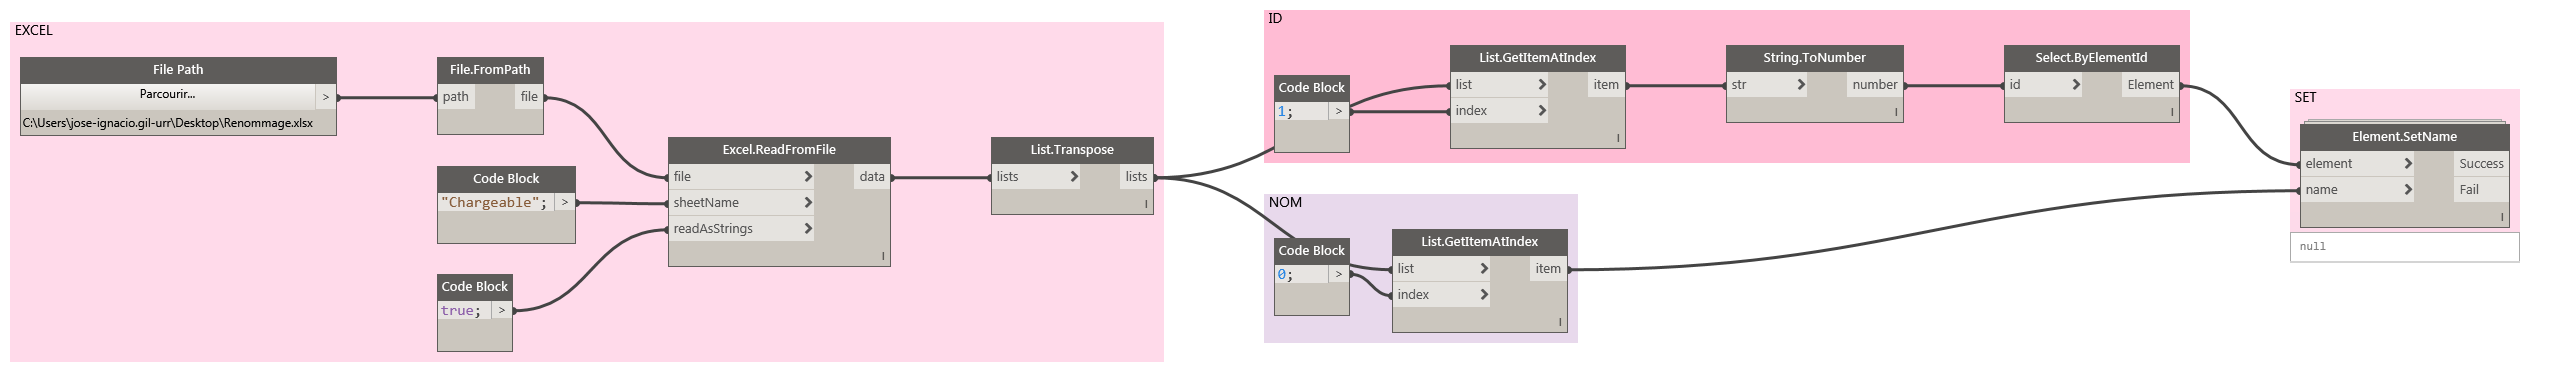 EXCEL
File Path
Parcourir...
>
C:\Users\jose-ignacio.gil-urr\Desktop\Renommage.xlsx
File.FromPath
path
file
Code Block
"Chargeable";
>
Code Block
true;
>
Excel.ReadFromFile
file
>
data
sheetName
>
readAsStrings
>
l
List.Transpose
lists
>
lists
l
ID
Code Block
1;
>
List.GetItemAtIndex
list
>
item
index
>
l
String.ToNumber
str
>
number
l
Select.ByElementId
id
>
Element
l
NOM
Code Block
0;
>
List.GetItemAtIndex
list
>
item
index
>
l
SET
Element.SetName
element
>
Success
name
>
Fail
l
null